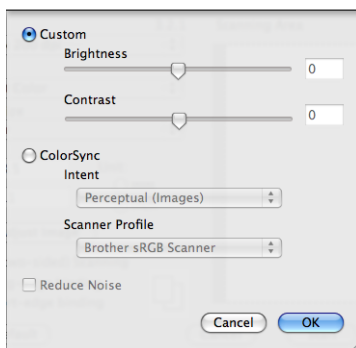 Custom
Brightness
0
Contrast
0
ColorSync
Intent
Perceptual (Images)
Scanner Profile
Brother sRGB Scanner
Reduce Noise
Cancel OK